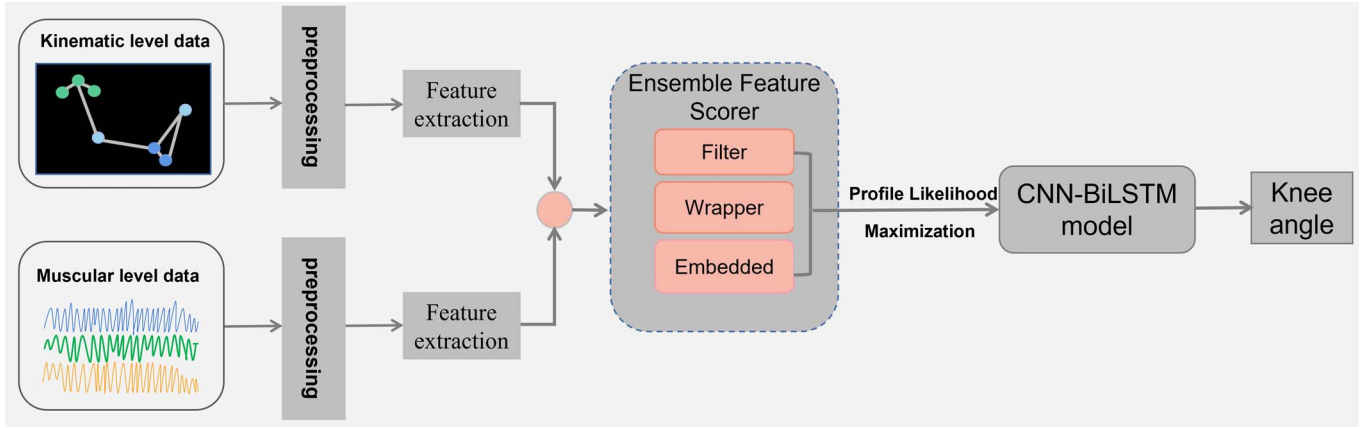 Kinematic level data
preprocessing
Feature
extraction
Muscular level data
preprocessing
Feature
extraction
Ensemble Feature
Scorer
Filter
Wrapper
Embedded
Profile Likelihood
Maximization
CNN-BiLSTM
model
Knee
angle